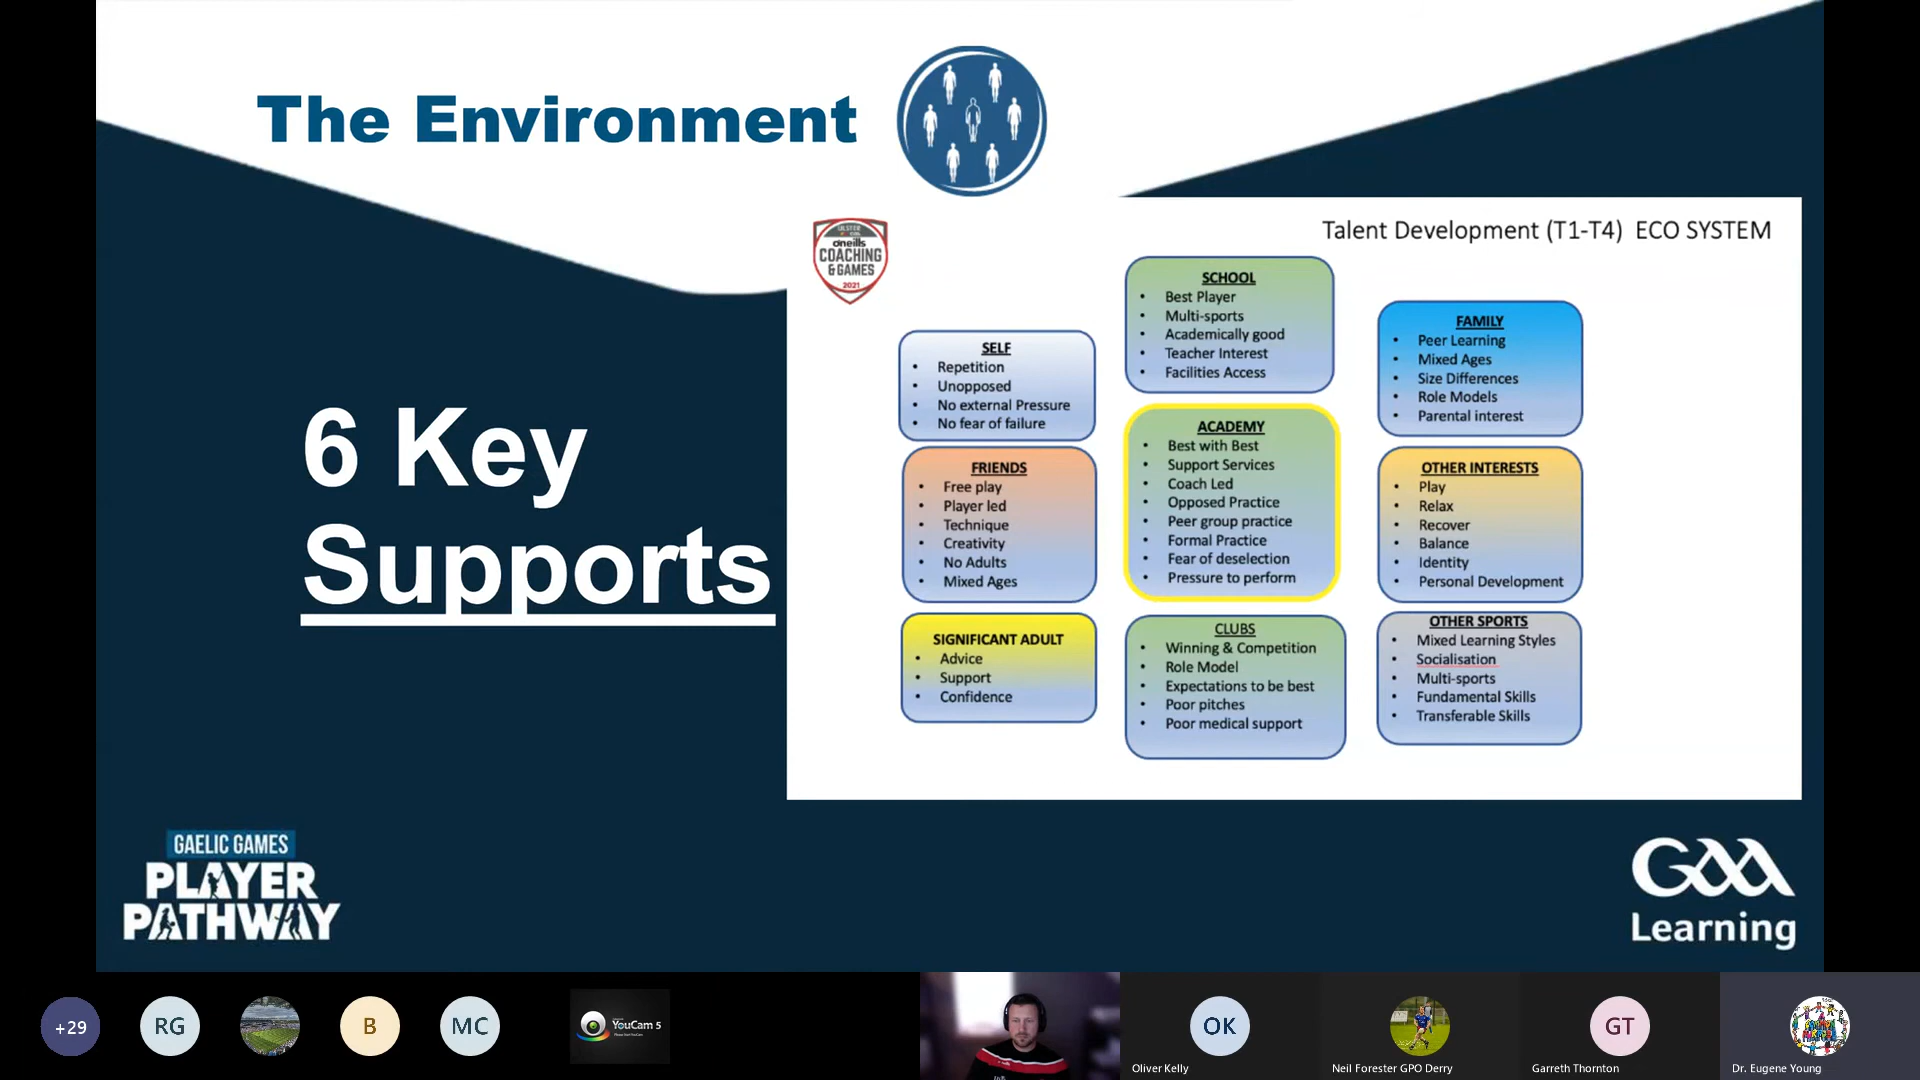 The Environment
6 Key
Supports
ULSTER
oneills
COACHING
& GAMES
2021
Talent Development (T1-T4) ECO SYSTEM
SELF
• Repetition
• Unopposed
• No external Pressure
• No fear of failure
SCHOOL
• Best Player
• Multi-sports
• Academically good
• Teacher Interest
• Facilities Access
FAMILY
• Peer Learning
• Mixed Ages
• Size Differences
• Role Models
• Parental interest
FRIENDS
• Free play
• Player led
• Technique
• Creativity
• No Adults
• Mixed Ages
ACADEMY
• Best with Best
• Support Services
• Coach Led
• Opposed Practice
• Peer group practice
• Formal Practice
• Fear of deselection
• Pressure to perform
OTHER INTERESTS
• Play
• Relax
• Recover
• Balance
• Identity
• Personal Development
SIGNIFICANT ADULT
• Advice
• Support
• Confidence
CLUBS
• Winning & Competition
• Role Model
• Expectations to be best
• Poor pitches
• Poor medical support
OTHER SPORTS
• Mixed Learning Styles
• Socialisation
• Multi-sports
• Fundamental Skills
• Transferable Skills
GAELIC GAMES
PLAYER
PATHWAY
GAA
Learning
+29
RG
B
MC
YouCam 5
OK
Oliver Kelly
Neil Forester GPO Derry
GT
Garreth Thornton
Dr. Eugene Young